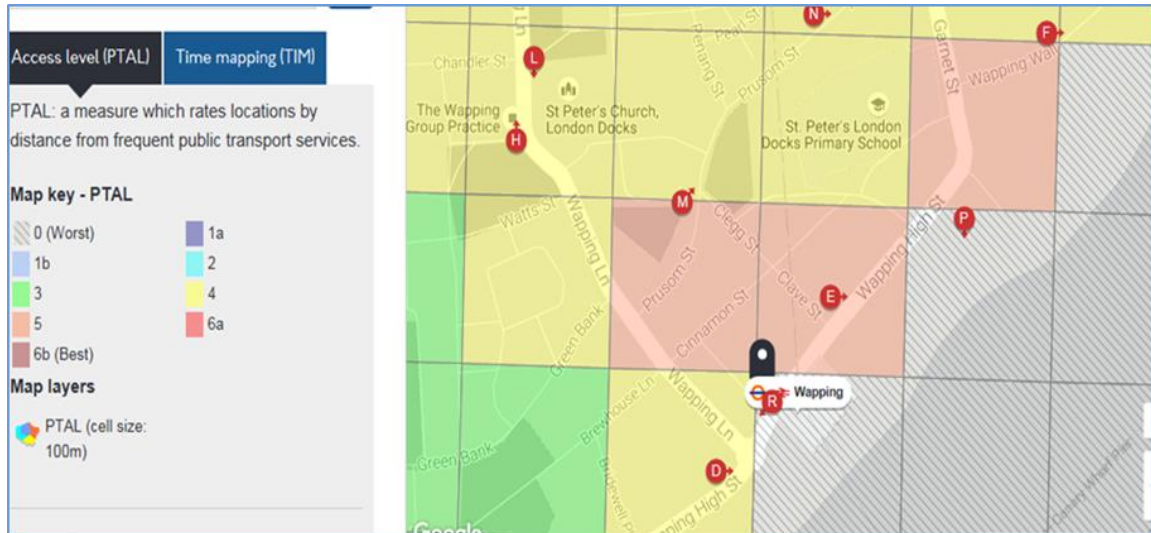 Access level (PTAL)
Time mapping (TIM)
PTAL: a measure which rates locations by
distance from frequent public transport services.
Map key - PTAL
0 (Worst)
1a
1b
2
3
4
5
6a
6b (Best)
Map layers
PTAL (cell size:
100m)
Wapping Ln
Pearl St
N
F
L
Chandler St
Penang St
Prusom St
Garnet St
Wapping Wa
The Wapping
Group Practice
H
St Peter's Church,
London Docks
St. Peter's London
Docks Primary School
M
Watts St
Wapping Ln
Clegg St
Prusom St
Wapping High St
P
Clave St
E
Cinnamon St
Green Bank
R
Wapping
Brewhouse Ln
Wapping Ln
Green Bank
D
Wapping High St
Google